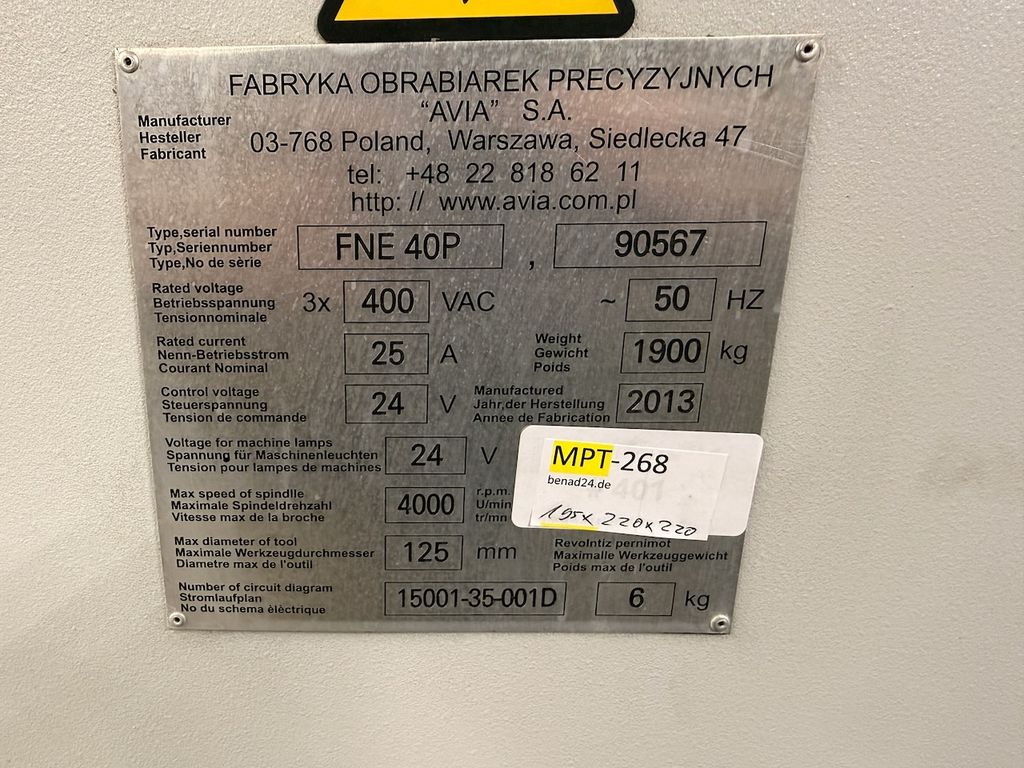 FABRYKA OBRABIAREK PRECYZYJNYCH
"AVIA" S.A.
Manufacturer
Hesteller
Fabricant
03-768 Poland, Warszawa, Siedlecka 47
tel: +48 22 818 62 11
http: // www.avia.com.pl
Type,serial number
Typ,Seriennumber
Type,No de sèrie
FNE 40P , 90567
Rated voltage
Betriebsspannung
Tensionnominale
3x 400 VAC ~ 50 HZ
Rated current
Nenn-Betriebsstrom
Courant Nominal
25 A
Weight
Gewicht
Poids
1900 kg
Control voltage
Steuerspannung
Tension de commande
24 V
Manufactured
Jahr,der Herstellung
Année de Fabrication
2013
Voltage for machine lamps
Spannung für Maschinenleuchten
Tension pour lampes de machines
24 V
MPT-268
benad24.de
401
195x 220x220
Max speed of spindlle
Maximale Spindeldrehzahl
Vitesse max de la broche
4000
r.p.m.
U/min
tr/mn
Max diameter of tool
Maximale Werkzeugdurchmesser
Diametre max de l'outil
125 mm
Revolntiz pernimot
Maximalle Werkzeuggewicht
Poids max de l'outil
Number of circuit diagram
Stromlaufplan
No du schema èlèctrique
15001-35-001D
6 kg